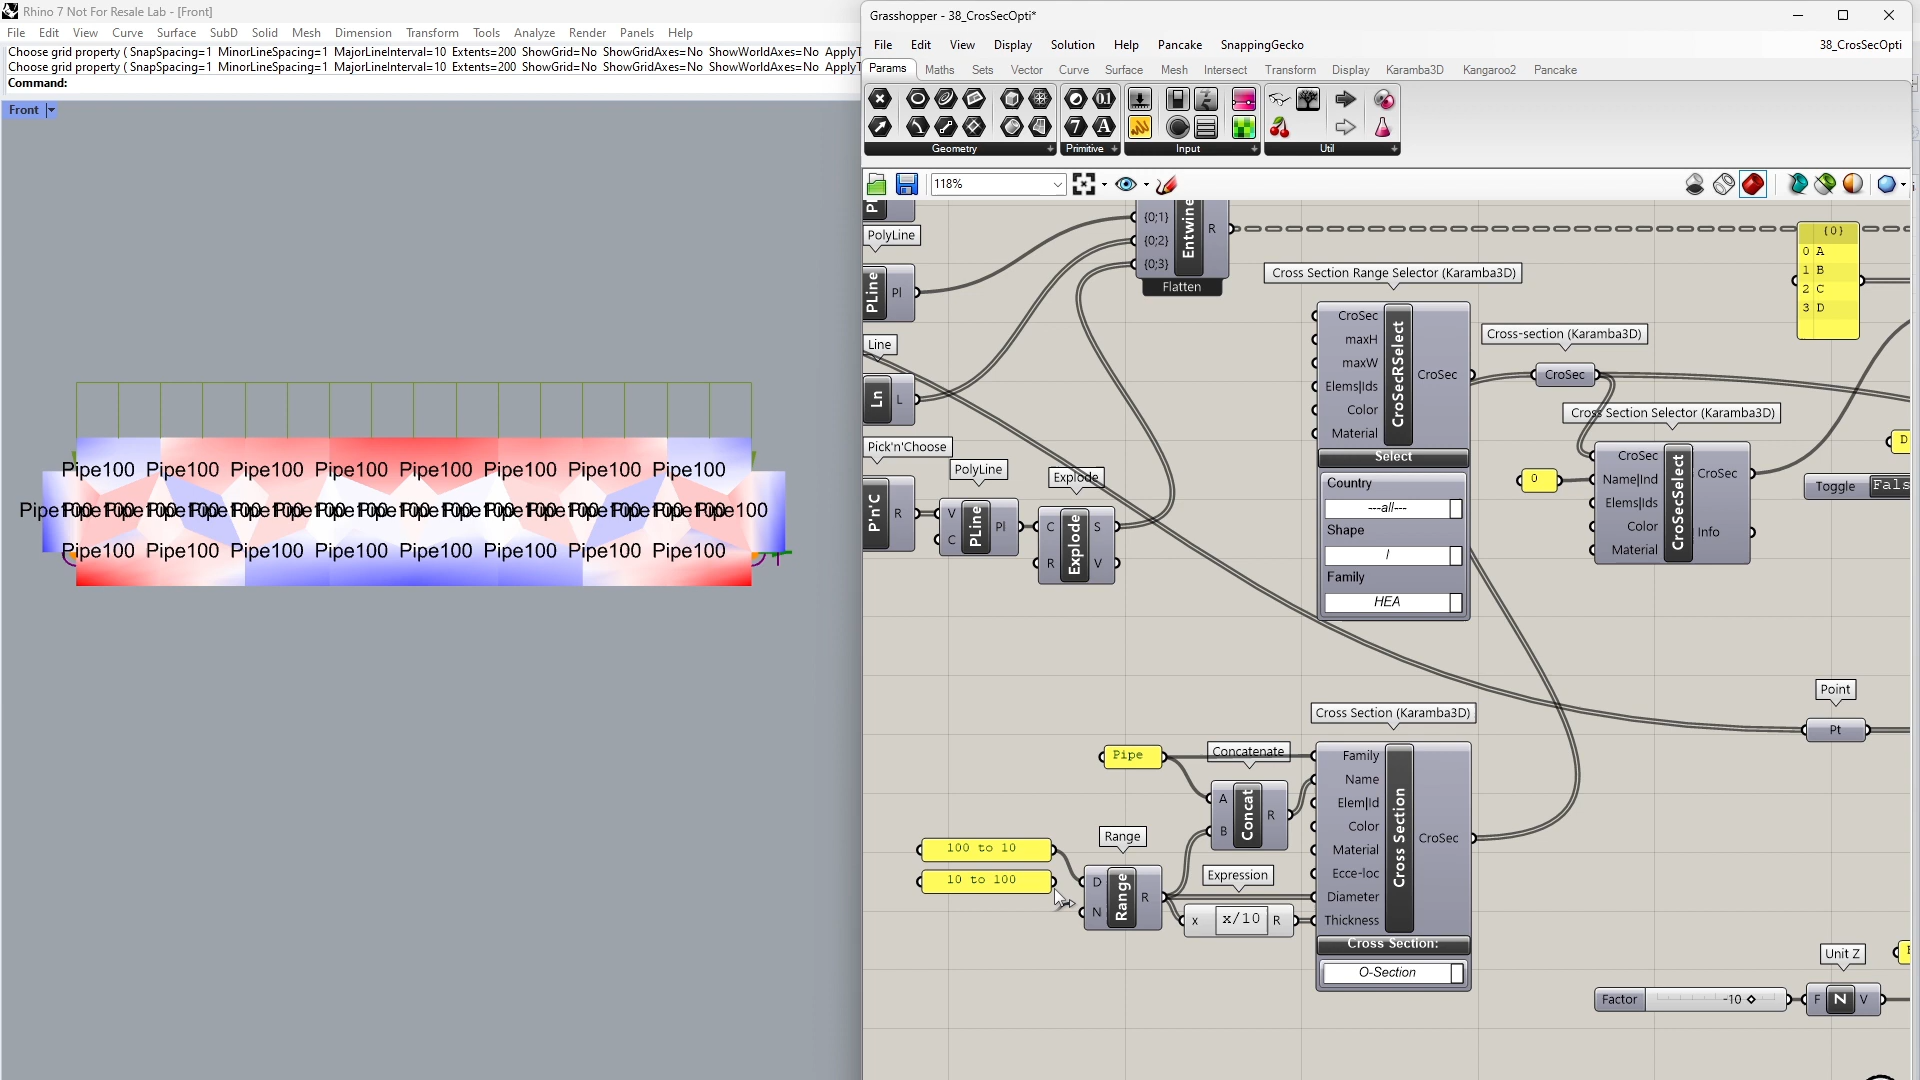 Rhino 7 Not For Resale Lab - [Front]
File Edit View Curve Surface SubD Solid Mesh Dimension Transform Tools Analyze Render Panels Help
Choose grid property ( SnapSpacing=1 MinorLineSpacing=1 MajorLineInterval=10 Extents=200 ShowGrid=No ShowGridAxes=No ShowWorldAxes=No ApplyT
Choose grid property ( SnapSpacing=1 MinorLineSpacing=1 MajorLineInterval=10 Extents=200 ShowGrid=No ShowGridAxes=No ShowWorldAxes=No ApplyT
Command:
Front
Pipe100 Pipe100 Pipe100 Pipe100 Pipe100 Pipe100 Pipe100 Pipe100
Pipe100
Pipe100 Pipe100 Pipe100 Pipe100 Pipe100 Pipe100 Pipe100 Pipe100
Grasshopper - 38_CrosSecOpti*
File Edit View Display Solution Help Pancake SnappingGecko
38_CrosSecOpti
Params Maths Sets Vector Curve Surface Mesh Intersect Transform Display Karamba3D Kangaroo2 Pancake
Geometry
Primitive
Input
Util
118%
PolyLine
PLine Pl
Line
Ln L
Pick'n'Choose
P'n'C R
PolyLine
V
C
PLine Pl
Explode
C
R
Explode
S
V
{0;1}
{0;2}
{0;3}
Entwine
R
Flatten
Cross Section Range Selector (Karamba3D)
CroSec
maxH
maxW
Elems|Ids
Color
Material
CroSecRSelect
CroSec
Select
Country
---all---
Shape
I
Family
HEA
Cross-section (Karamba3D)
CroSec
Cross Section Selector (Karamba3D)
0
CroSec
Name|Ind
Elems|Ids
Color
Material
CroSecSelect
CroSec
Info
{0}
0 A
1 B
2 C
3 D
D
Toggle Fals
Point
Pt
Cross Section (Karamba3D)
Pipe
Concatenate
A
B
Concat
R
Range
100 to 10
10 to 100
D
N
Range
R
Expression
x x/10 R
Family
Name
Elem|Id
Color
Material
Ecce-loc
Diameter
Thickness
Cross Section
CroSec
Cross Section:
O-Section
Unit Z
Factor -10
F Z V